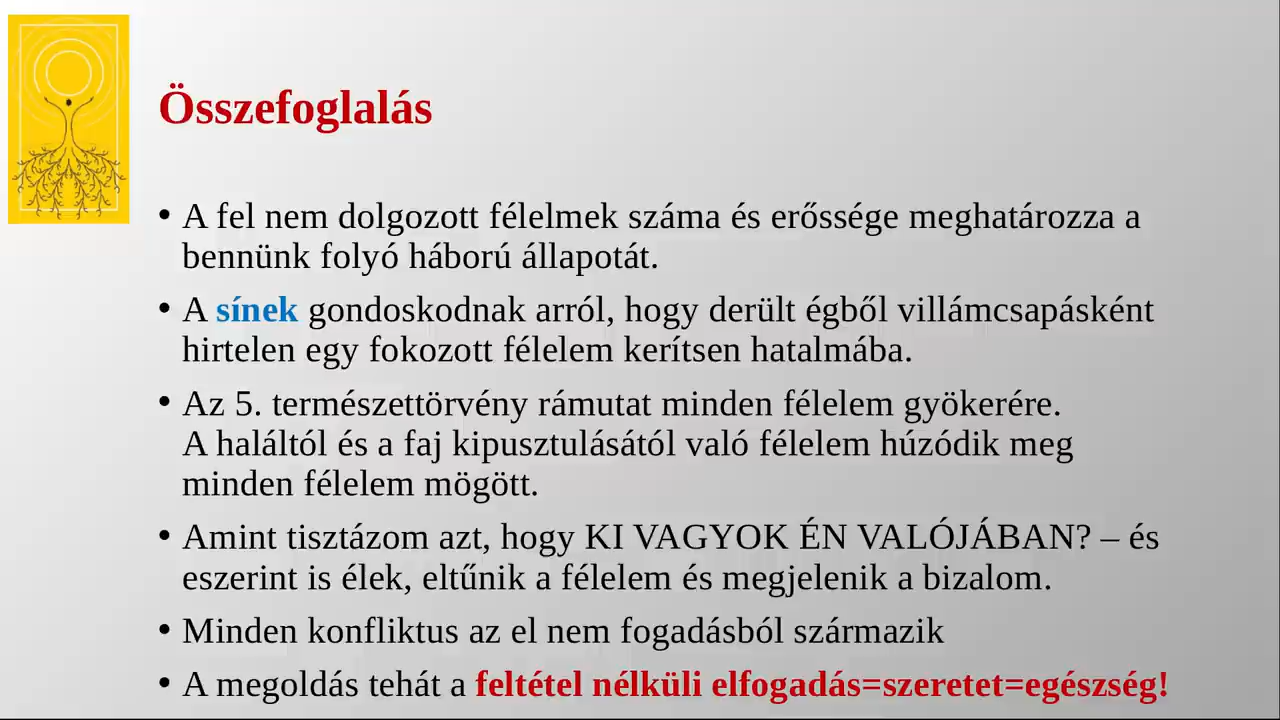 Összefoglalás
• A fel nem dolgozott félelmek száma és erőssége meghatározza a
bennünk folyó háború állapotát.
• A sínek gondoskodnak arról, hogy derült égből villámcsapásként
hirtelen egy fokozott félelem kerítsen hatalmába.
• Az 5. természettörvény rámutat minden félelem gyökerére.
A haláltól és a faj kipusztulásától való félelem húzódik meg
minden félelem mögött.
• Amint tisztázom azt, hogy KI VAGYOK ÉN VALÓJÁBAN? – és
eszerint is élek, eltűnik a félelem és megjelenik a bizalom.
• Minden konfliktus az el nem fogadásból származik
• A megoldás tehát a feltétel nélküli elfogadás=szeretet=egészség!